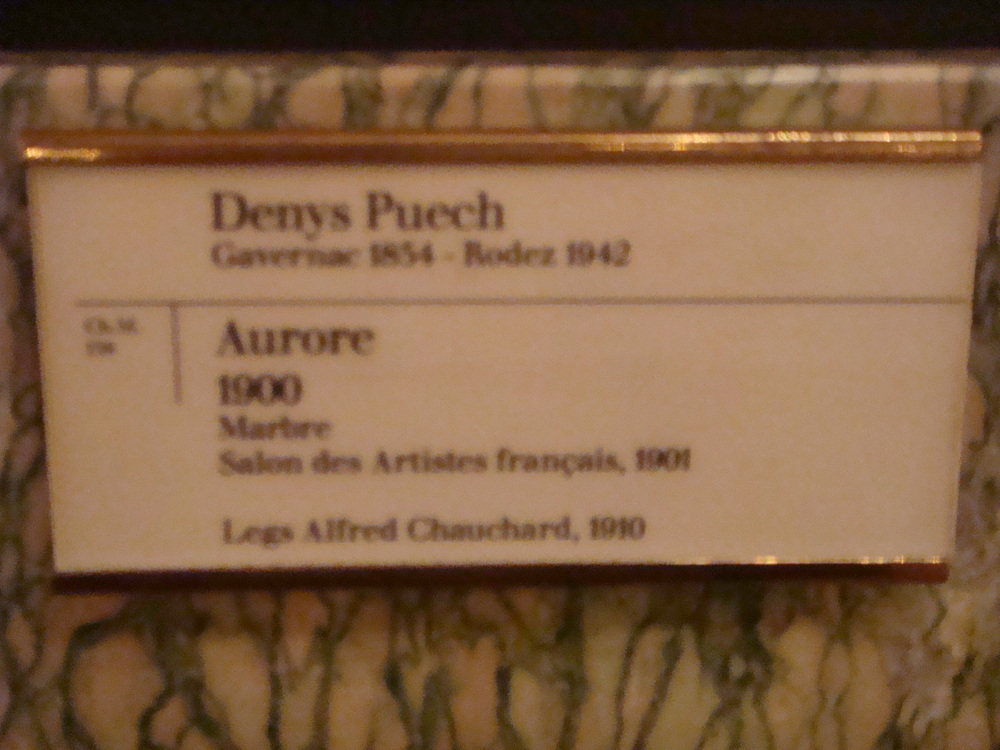 Denys Puech
Gavernac 1854 - Rodez 1942
Aurore
1900
Marbre
Salon des Artistes français, 1901
Legs Alfred Chauchard, 1910